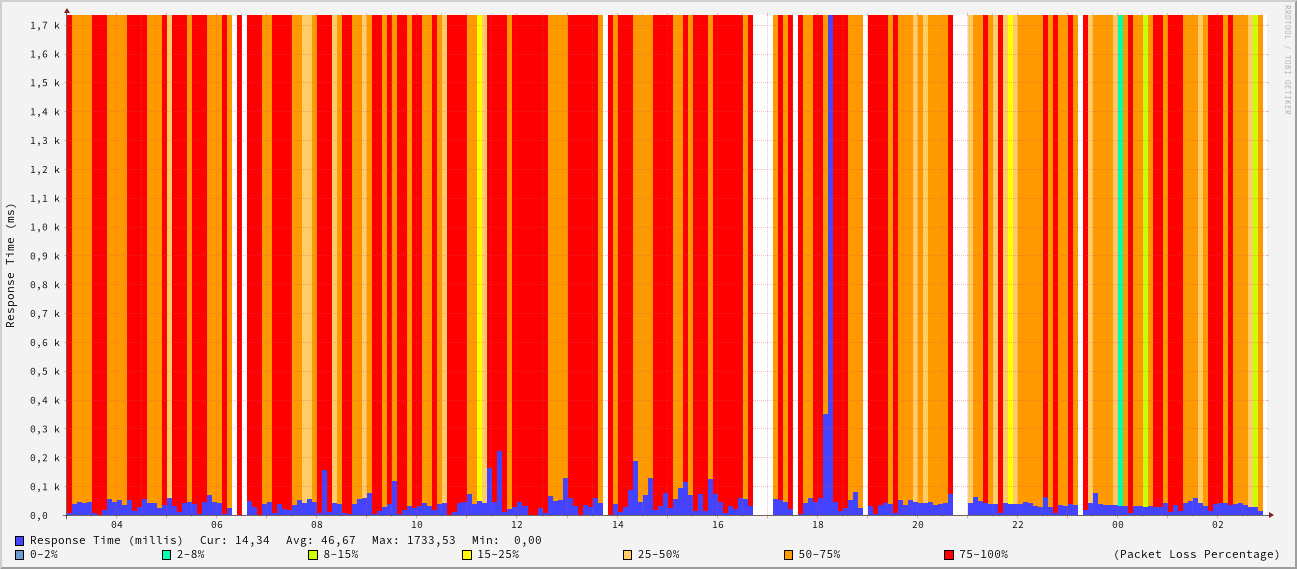 1,7 k
1,6 k
1,5 k
1,4 k
1,3 k
1,2 k
1,1 k
1,0 k
0,9 k
0,8 k
0,7 k
0,6 k
0,5 k
0,4 k
0,3 k
0,2 k
0,1 k
0,0
Response Time (ms)
RRDTOOL / TOBI OETIKER
04 06 08 10 12 14 16 18 20 22 00 02
Response Time (millis) Cur: 14,34 Avg: 46,67 Max: 1733,53 Min: 0,00
0-2% 2-8% 8-15% 15-25% 25-50% 50-75% 75-100% (Packet Loss Percentage)